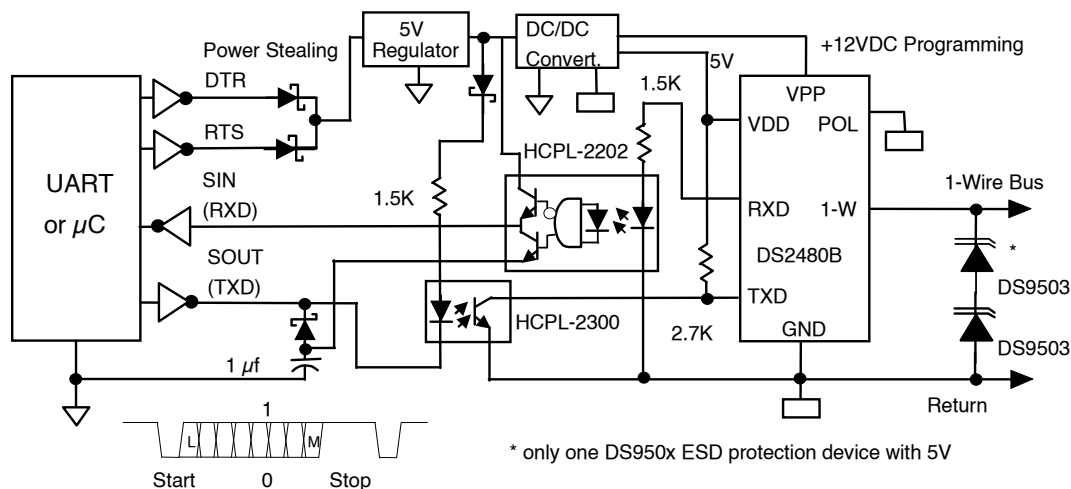 5V
Regulator
DC/DC
Convert.
Power Stealing
+12VDC Programming
DTR
5V
1.5K
VPP
VDD
POL
RTS
HCPL-2202
UART
or µC
SIN
(RXD)
1.5K
1-Wire Bus
RXD
1-W
*
SOUT
(TXD)
DS2480B
DS9503
TXD
HCPL-2300
2.7K
GND
DS9503
1 µf
Return
1
L
M
Start
0
Stop
* only one DS950x ESD protection device with 5V